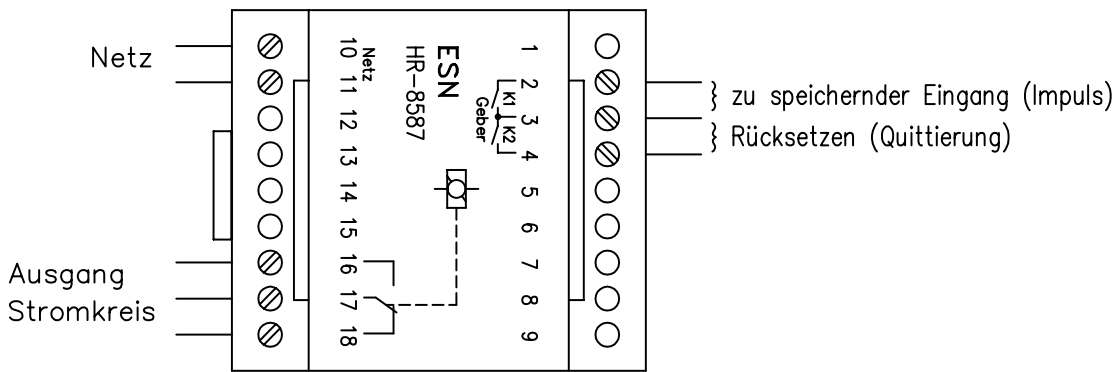 Netz
Ausgang
Stromkreis
10
11
12
13
14
15
16
17
18
Netz
ESN
HR-8587
Geber
K1
K2
1
2
3
4
5
6
7
8
9
zu speichernder Eingang (Impuls)
Rücksetzen (Quittierung)